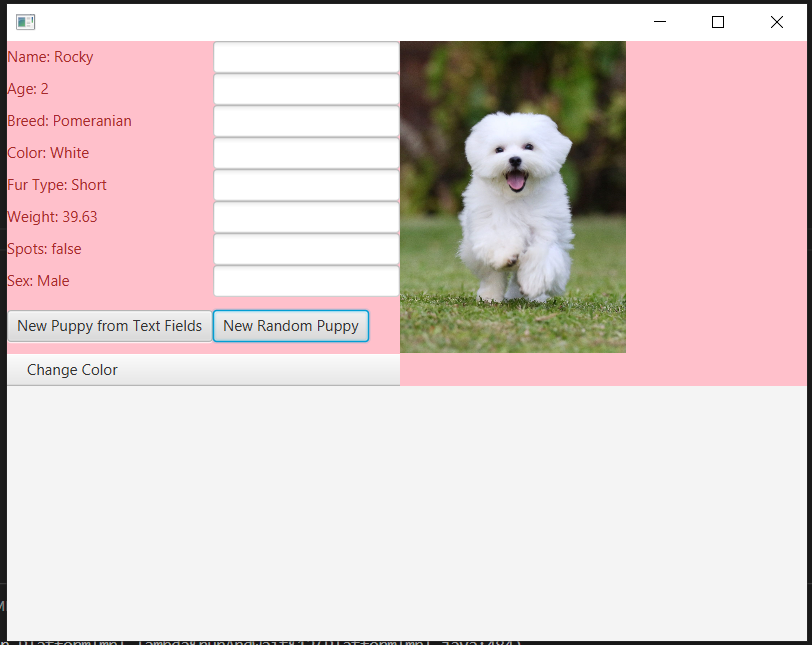 Name: Rocky
Age: 2
Breed: Pomeranian
Color: White
Fur Type: Short
Weight: 39.63
Spots: false
Sex: Male
New Puppy from Text Fields New Random Puppy
Change Color